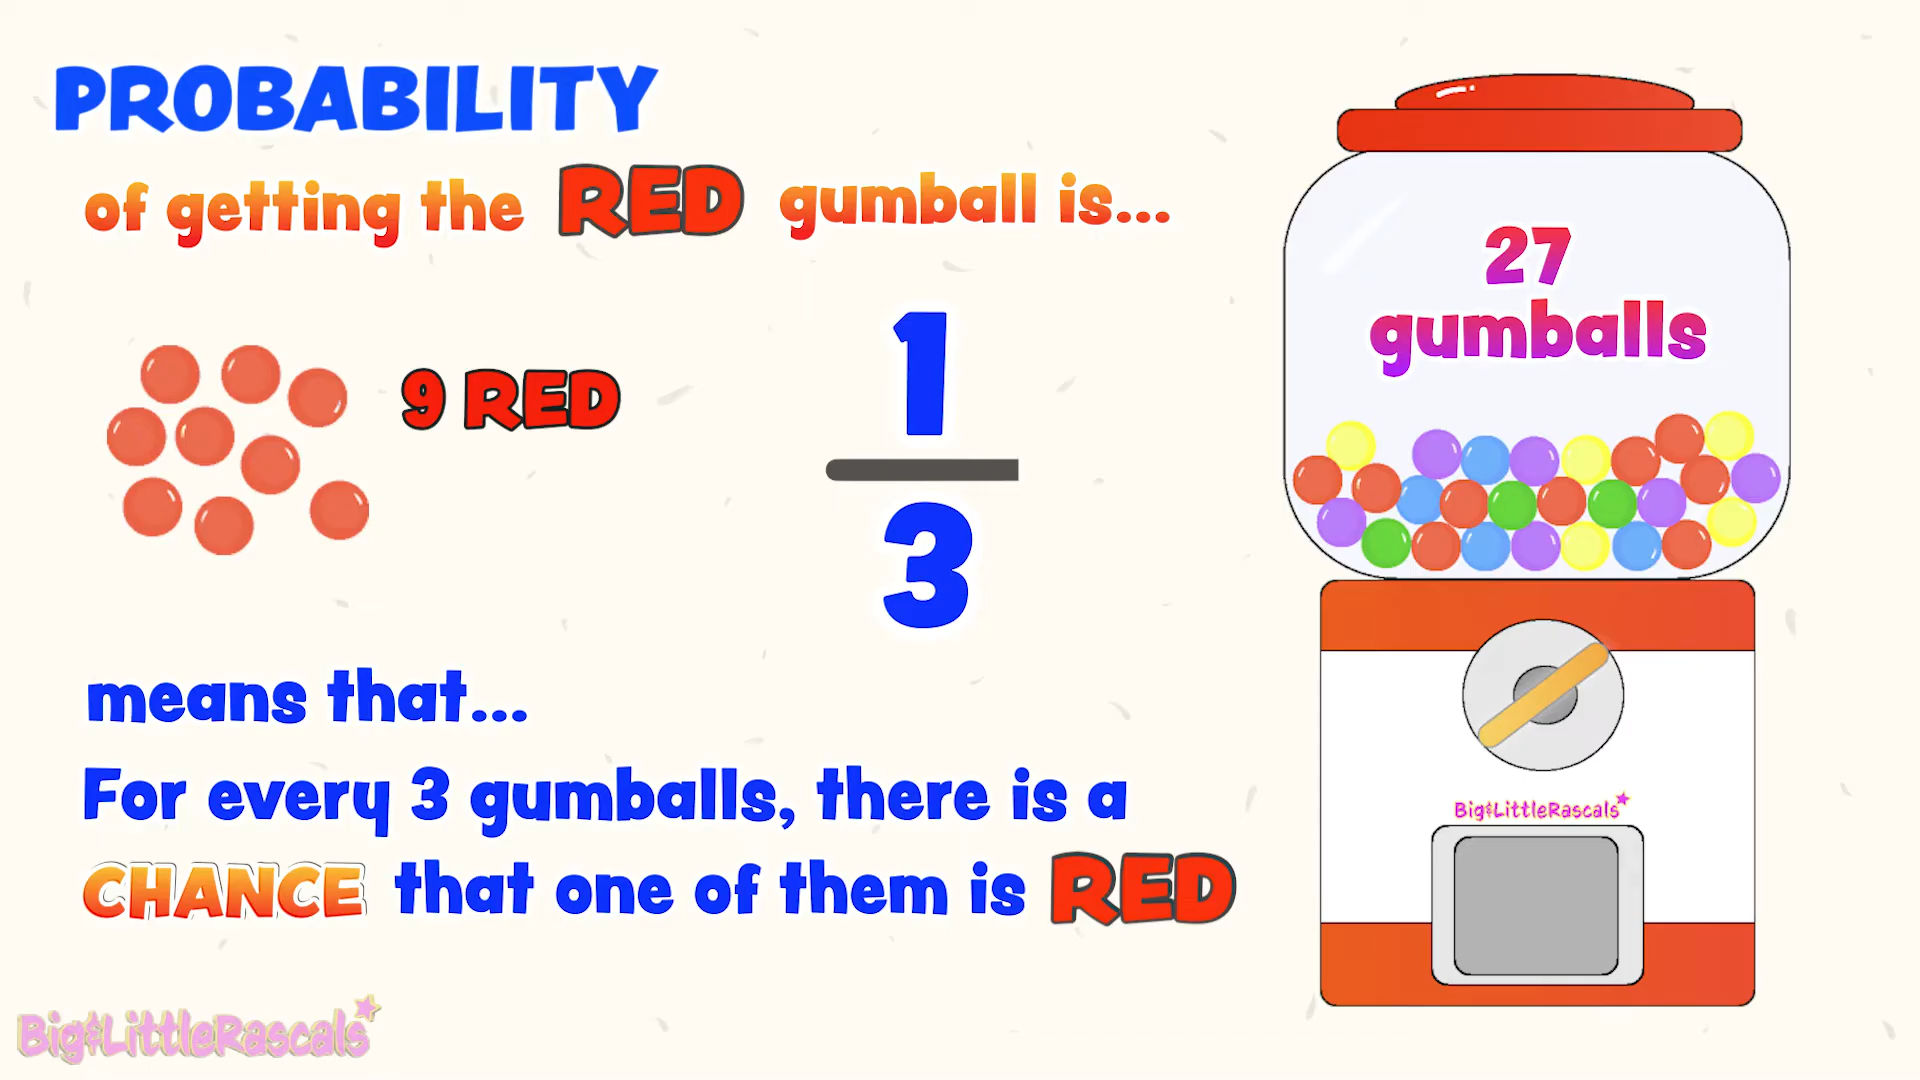 PROBABILITY
of getting the RED gumball is...
9 RED
1
3
means that...
For every 3 gumballs, there is a
CHANCE that one of them is RED
27
gumballs
Big&LittleRascals
Big&LittleRascals